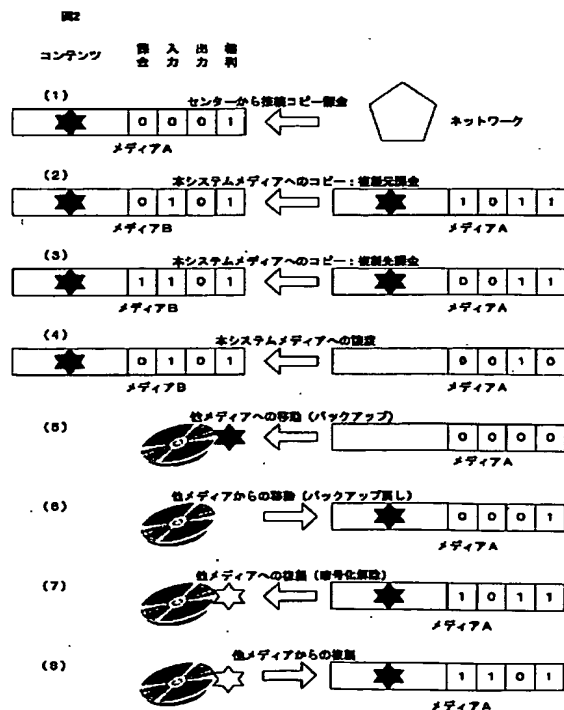 図2
コンテンツ 課金 入力 出力 権利
(1) センターから接続コピー課金
0 0 0 1 ネットワーク
メディアA
(2) 本システムメディアへのコピー：複製元課金
0 1 0 1 1 0 1 1
メディアB メディアA
(3) 本システムメディアへのコピー：複製先課金
1 1 0 1 0 0 1 1
メディアB メディアA
(4) 本システムメディアへの譲渡
0 1 0 1 0 0 1 0
メディアB メディアA
(5) 他メディアへの移動（バックアップ）
0 0 0 0
メディアA
(6) 他メディアからの移動（バックアップ戻し）
0 0 0 1
メディアA
(7) 他メディアへの複製（暗号化解除）
1 0 1 1
メディアA
(8) 他メディアからの複製
1 1 0 1
メディアA